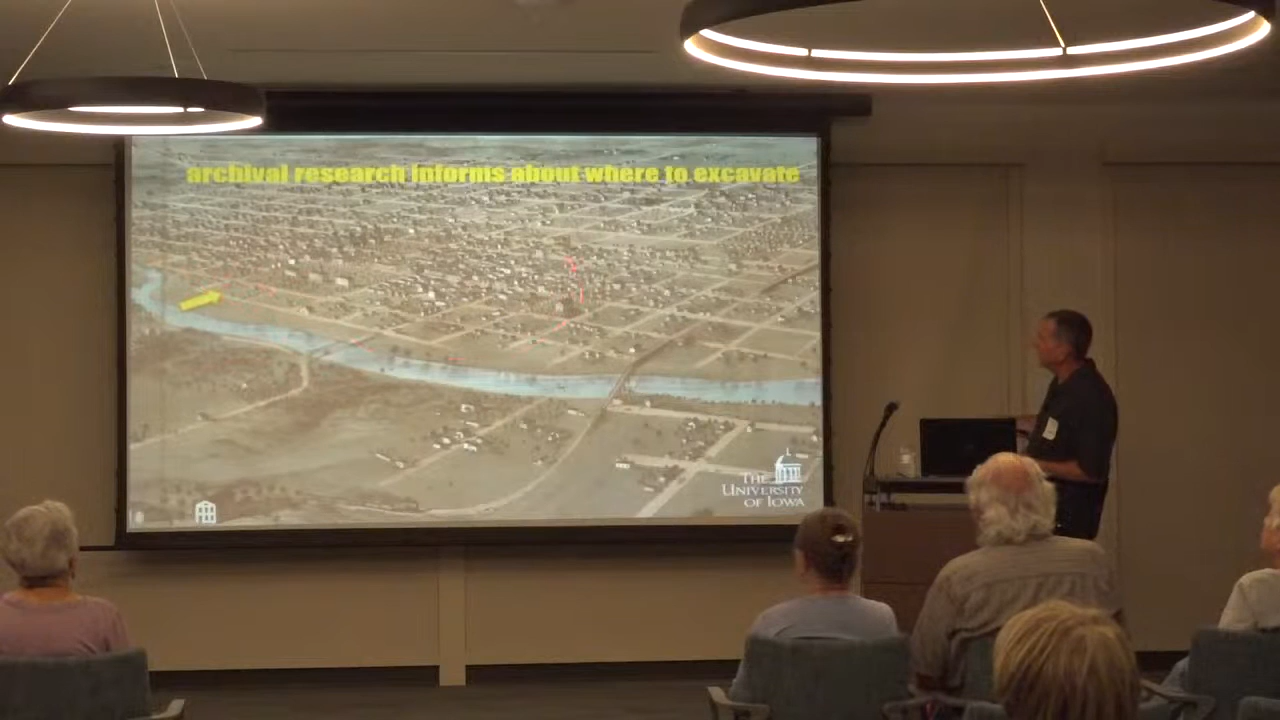 archival research informs about where to excavate
THE
UNIVERSITY
OF IOWA